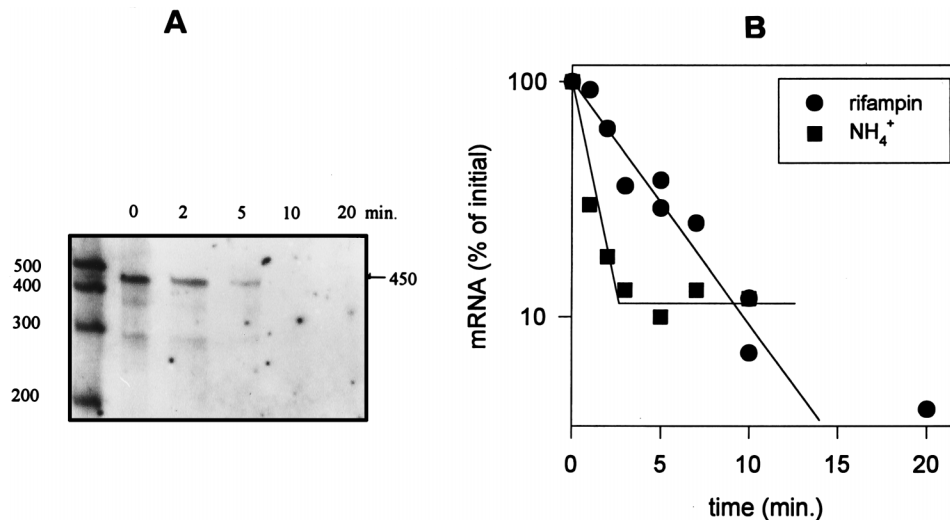 A
0 2 5 10 20 min.
500
400
300
200
450
B
100
10
mRNA (% of initial)
rifampin
NH₄⁺
0 5 10 15 20
time (min.)